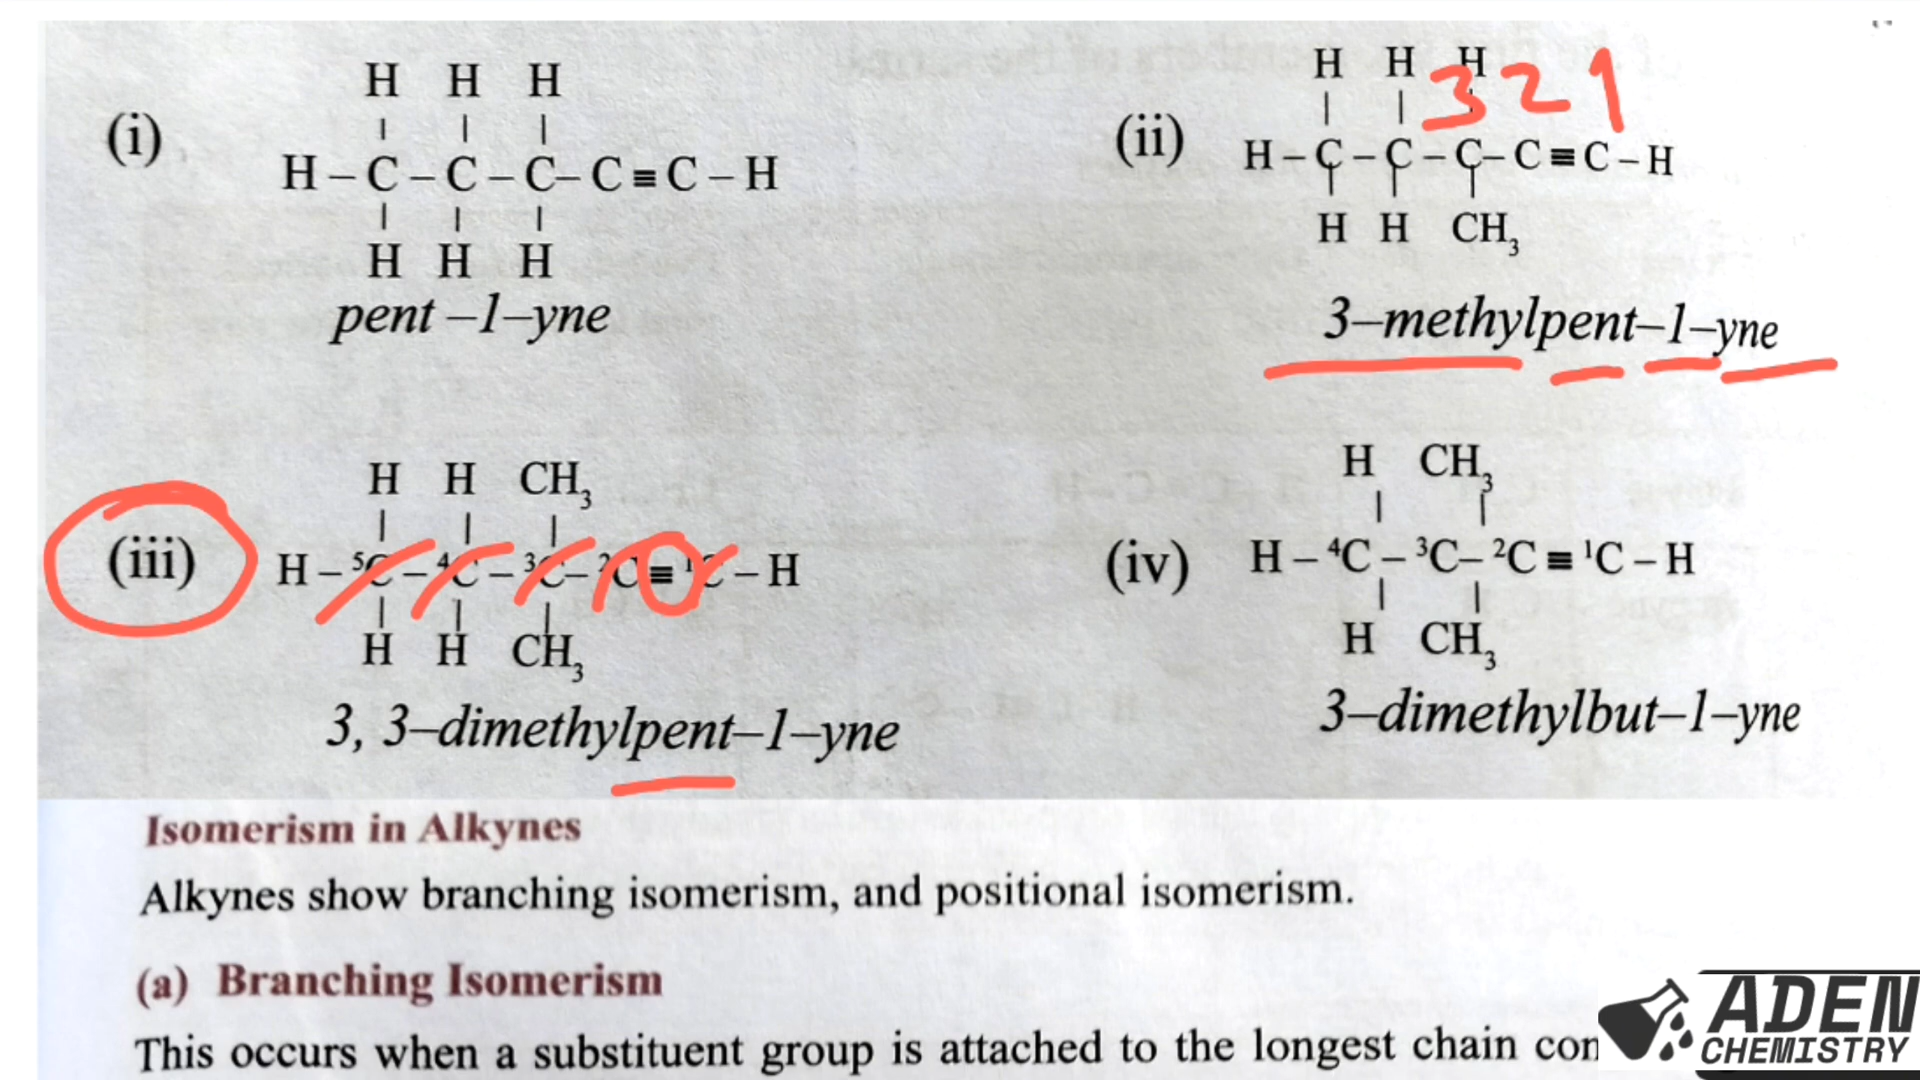 (i)
H H H
| | |
H – C – C – C – C ≡ C – H
| | |
H H H
pent –1–yne
(ii)
H H H
3 2 1
| | |
H – C – C – C – C ≡ C – H
| | |
H H CH₃
3–methylpent–1–yne
(iii)
H H CH₃
| | |
H – ⁵C – ⁴C – ³C – ²C ≡ ¹C – H
| | |
H H CH₃
3, 3–dimethylpent–1–yne
(iv)
H CH₃
| |
H – ⁴C – ³C – ²C ≡ ¹C – H
| |
H CH₃
3–dimethylbut–1–yne
Isomerism in Alkynes
Alkynes show branching isomerism, and positional isomerism.
(a) Branching Isomerism
This occurs when a substituent group is attached to the longest chain con
ADEN
CHEMISTRY